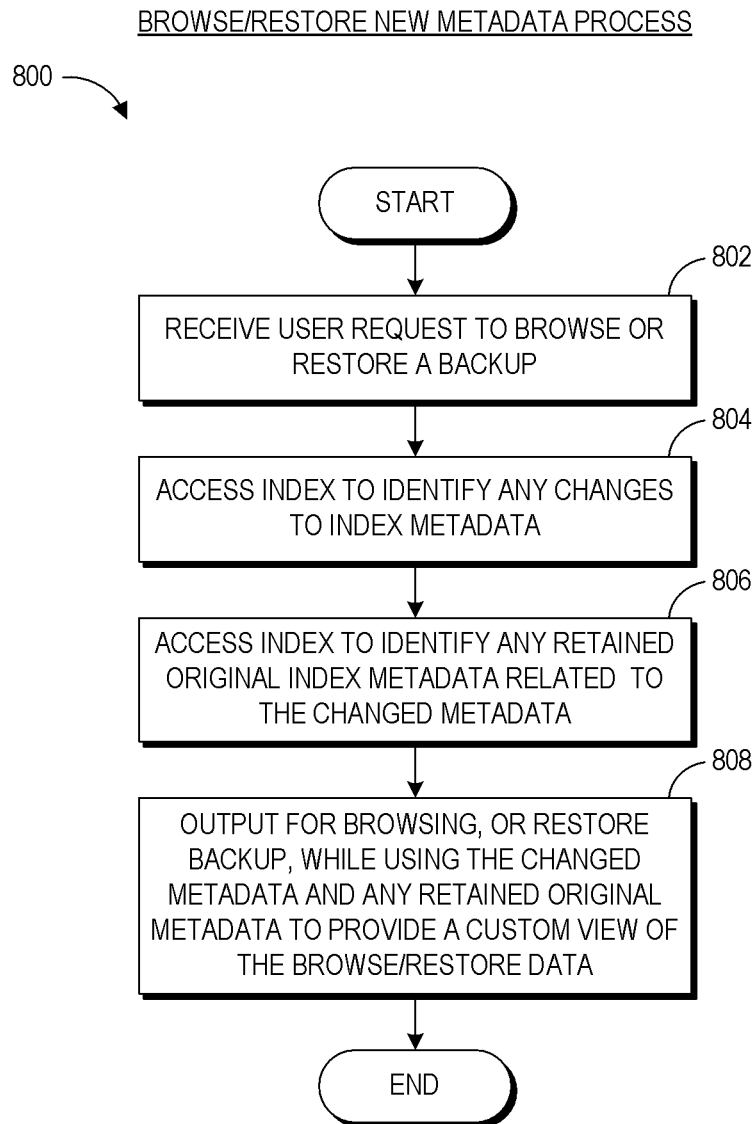 BROWSE/RESTORE NEW METADATA PROCESS
800
START
802
RECEIVE USER REQUEST TO BROWSE OR
RESTORE A BACKUP
804
ACCESS INDEX TO IDENTIFY ANY CHANGES
TO INDEX METADATA
806
ACCESS INDEX TO IDENTIFY ANY RETAINED
ORIGINAL INDEX METADATA RELATED TO
THE CHANGED METADATA
808
OUTPUT FOR BROWSING, OR RESTORE
BACKUP, WHILE USING THE CHANGED
METADATA AND ANY RETAINED ORIGINAL
METADATA TO PROVIDE A CUSTOM VIEW OF
THE BROWSE/RESTORE DATA
END